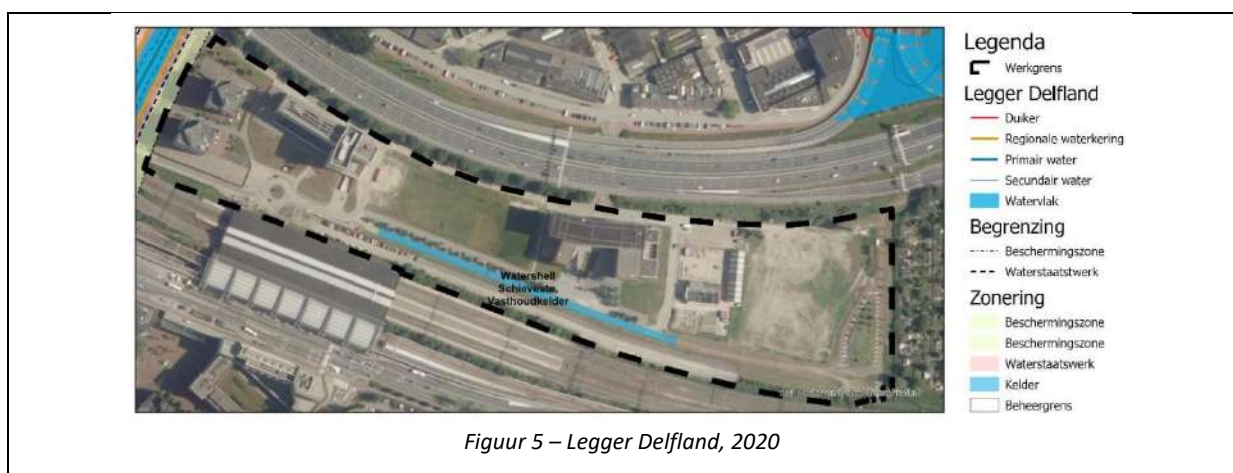 Legenda
Werkgrens
Legger Delfland
Duiker
Regionale waterkering
Primair water
Secundair water
Watervlak
Begrenzing
Beschermingszone
Waterstaatstwerk
Zonering
Beschermingszone
Beschermingszone
Waterstaatswerk
Kelder
Beheergrens
Watershell
Schieveste.
Vasthoudkelder
Figuur 5 – Legger Delfland, 2020